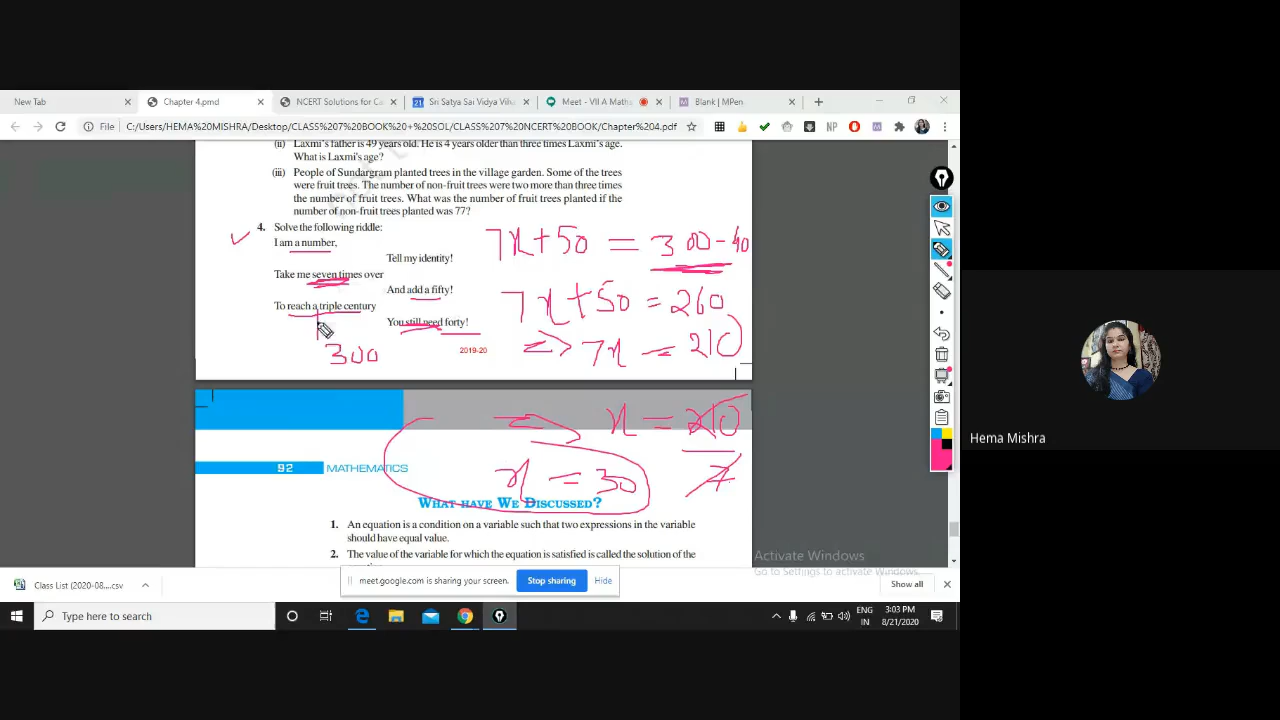 New Tab
Chapter 4.pmd
NCERT Solutions for Ca
Sri Satya Sai Vidya Viha
Meet - VII A Maths
Blank | MPen
File
C:/Users/HEMA%20MISHRA/Desktop/CLASS%207%20BOOK%20+%20SOL/CLASS%207%20NCERT%20BOOK/Chapter%204.pdf
(ii) Laxmi's father is 49 years old. He is 4 years older than three times Laxmi's age.
What is Laxmi's age?
(iii) People of Sundargram planted trees in the village garden. Some of the trees
were fruit trees. The number of non-fruit trees were two more than three times
the number of fruit trees. What was the number of fruit trees planted if the
number of non-fruit trees planted was 77?
4. Solve the following riddle:
I am a number,
Tell my identity!
Take me seven times over
And add a fifty!
To reach a triple century
You still need forty!
300
2019-20
7x+50 = 300-40
7x+50 = 260
=> 7x = 210
=> x = 210
7
x = 30
92 MATHEMATICS
WHAT HAVE WE DISCUSSED?
1. An equation is a condition on a variable such that two expressions in the variable
should have equal value.
2. The value of the variable for which the equation is satisfied is called the solution of the
Hema Mishra
Activate Windows
Go to Settings to activate Windows.
Class List (2020-08-....csv
meet.google.com is sharing your screen.
Stop sharing
Hide
Show all
Type here to search
NP
ENG
IN
3:03 PM
8/21/2020